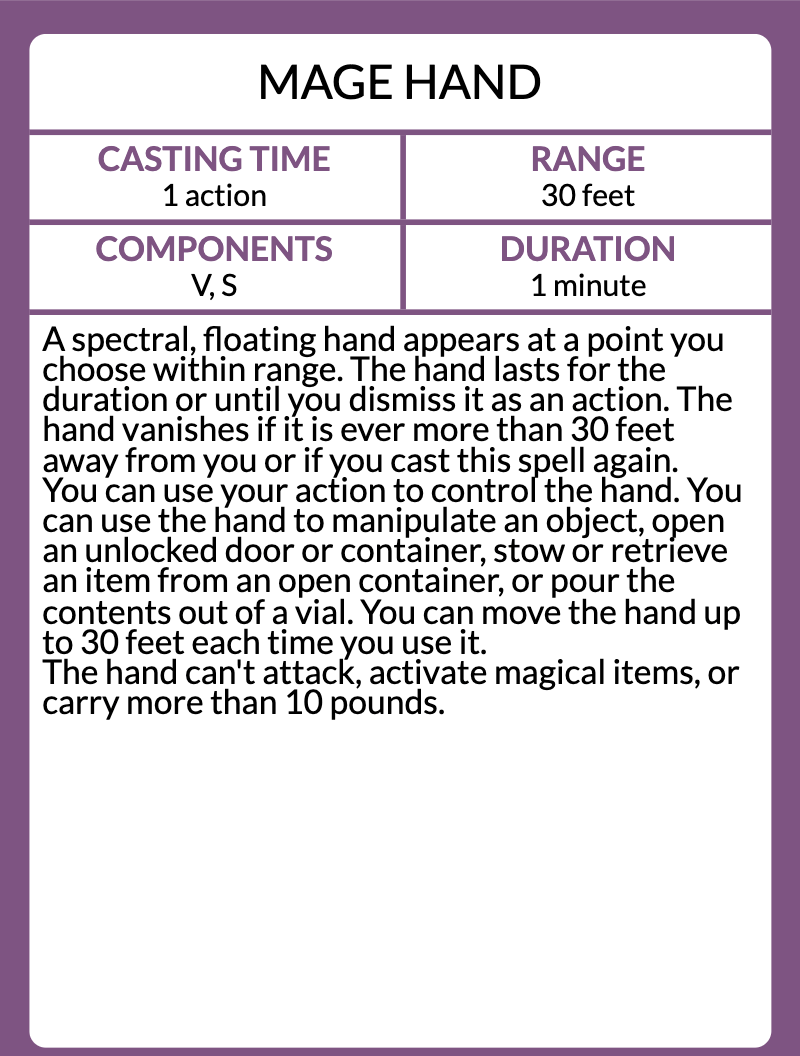 MAGE HAND
CASTING TIME
1 action
RANGE
30 feet
COMPONENTS
V, S
DURATION
1 minute
A spectral, floating hand appears at a point you
choose within range. The hand lasts for the
duration or until you dismiss it as an action. The
hand vanishes if it is ever more than 30 feet
away from you or if you cast this spell again.
You can use your action to control the hand. You
can use the hand to manipulate an object, open
an unlocked door or container, stow or retrieve
an item from an open container, or pour the
contents out of a vial. You can move the hand up
to 30 feet each time you use it.
The hand can't attack, activate magical items, or
carry more than 10 pounds.